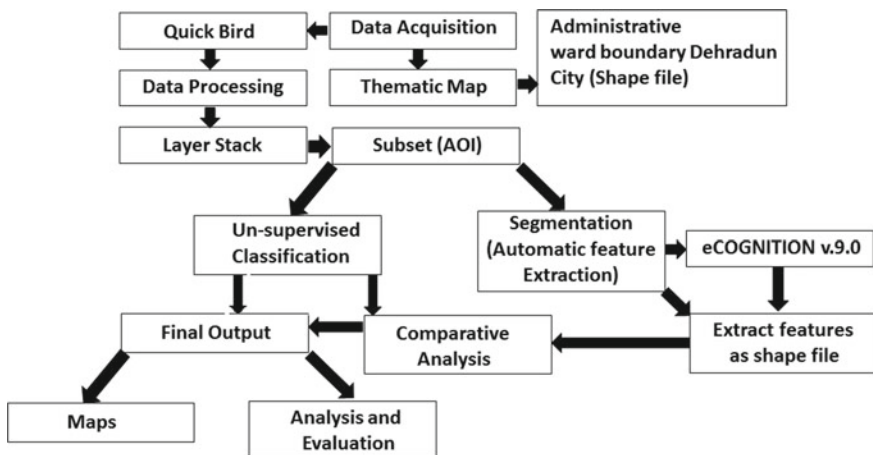 Quick Bird
Data Acquisition
Administrative
ward boundary Dehradun
City (Shape file)
Data Processing
Thematic Map
Layer Stack
Subset (AOI)
Un-supervised
Classification
Segmentation
(Automatic feature
Extraction)
eCOGNITION v.9.0
Final Output
Comparative
Analysis
Extract features
as shape file
Maps
Analysis and
Evaluation